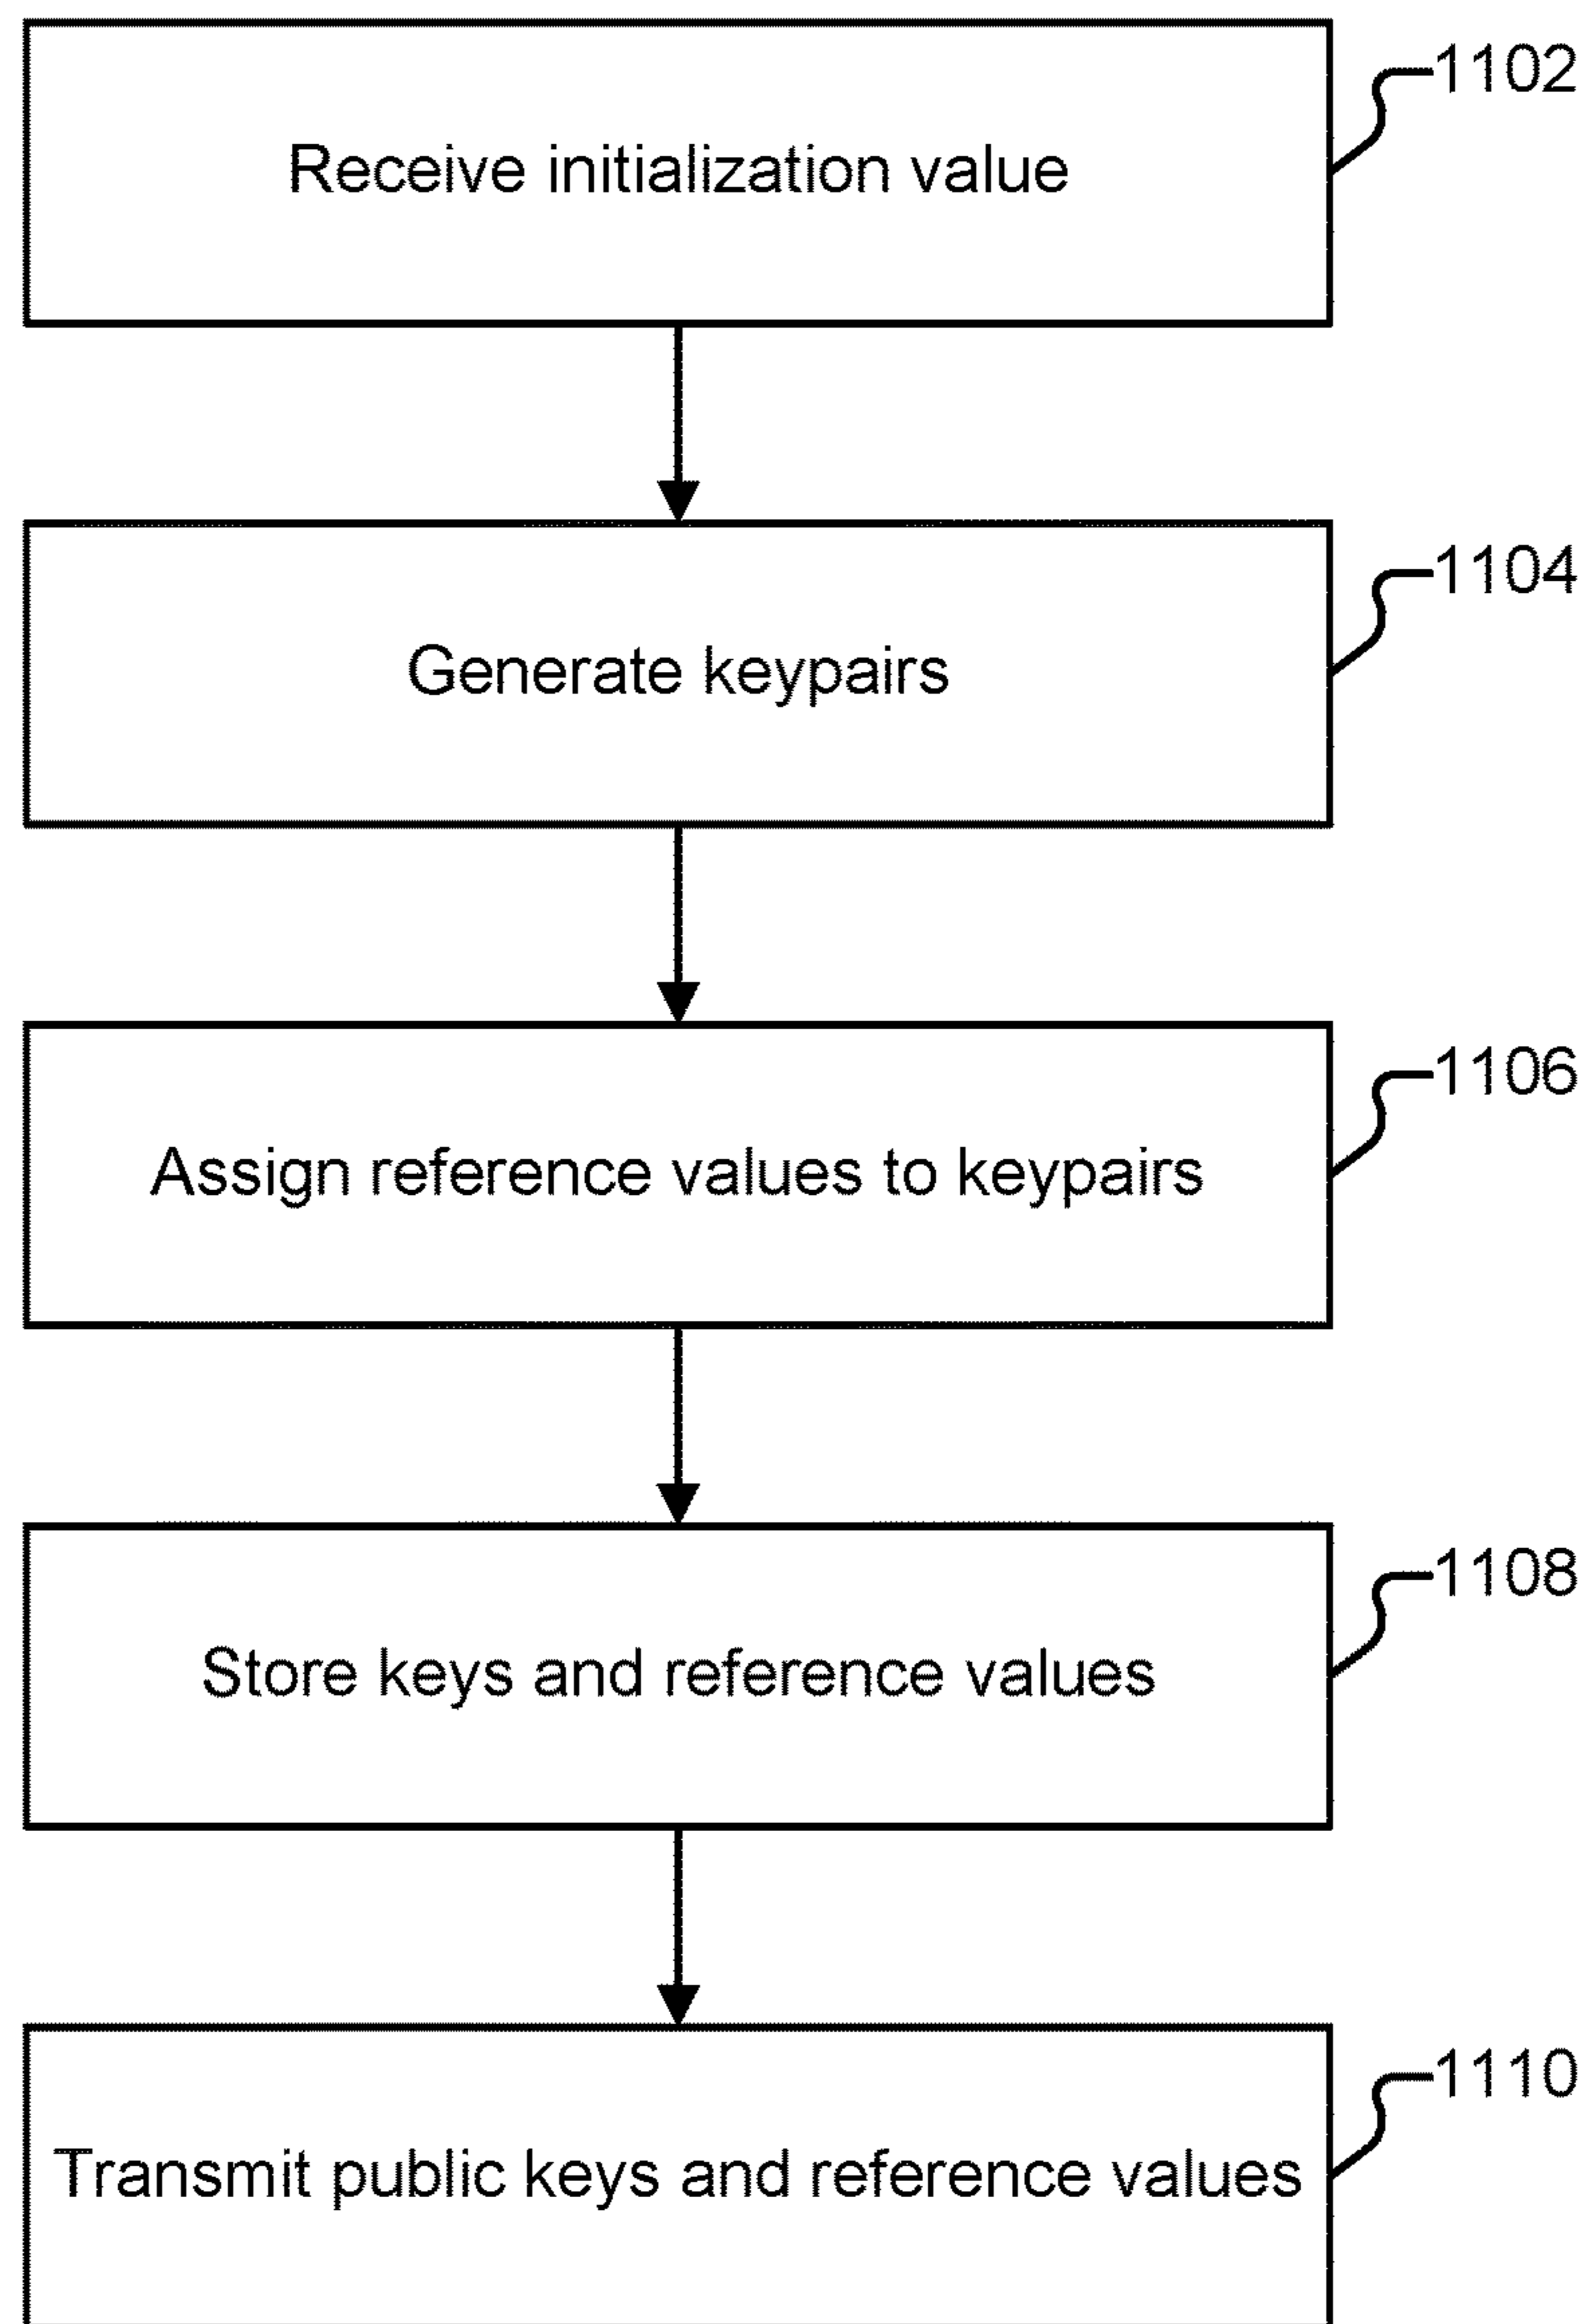 1102
Receive initialization value
1104
Generate keypairs
1106
Assign reference values to keypairs
1108
Store keys and reference values
1110
Transmit public keys and reference values